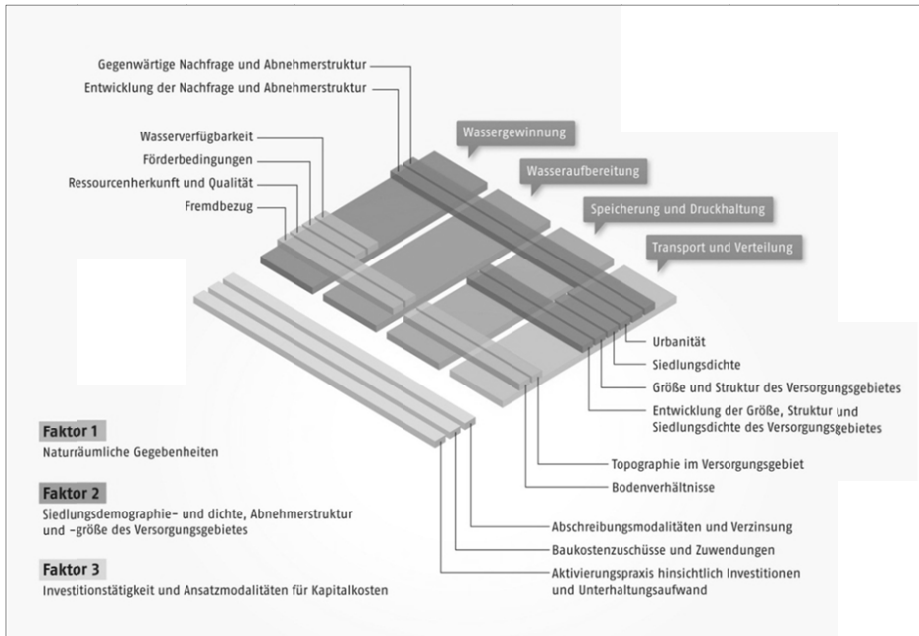 Gegenwärtige Nachfrage und Abnehmerstruktur
Entwicklung der Nachfrage und Abnehmerstruktur
Wasserverfügbarkeit
Förderbedingungen
Ressourcenherkunft und Qualität
Fremdbezug
Wassergewinnung
Wasseraufbereitung
Speicherung und Druckhaltung
Transport und Verteilung
Urbanität
Siedlungsdichte
Größe und Struktur des Versorgungsgebietes
Entwicklung der Größe, Struktur und
Siedlungsdichte des Versorgungsgebietes
Topographie im Versorgungsgebiet
Bodenverhältnisse
Abschreibungsmodalitäten und Verzinsung
Baukostenzuschüsse und Zuwendungen
Aktivierungspraxis hinsichtlich Investitionen
und Unterhaltungsaufwand
Faktor 1
Naturräumliche Gegebenheiten
Faktor 2
Siedlungsdemographie- und dichte, Abnehmerstruktur
und -größe des Versorgungsgebietes
Faktor 3
Investitionstätigkeit und Ansatzmodalitäten für Kapitalkosten